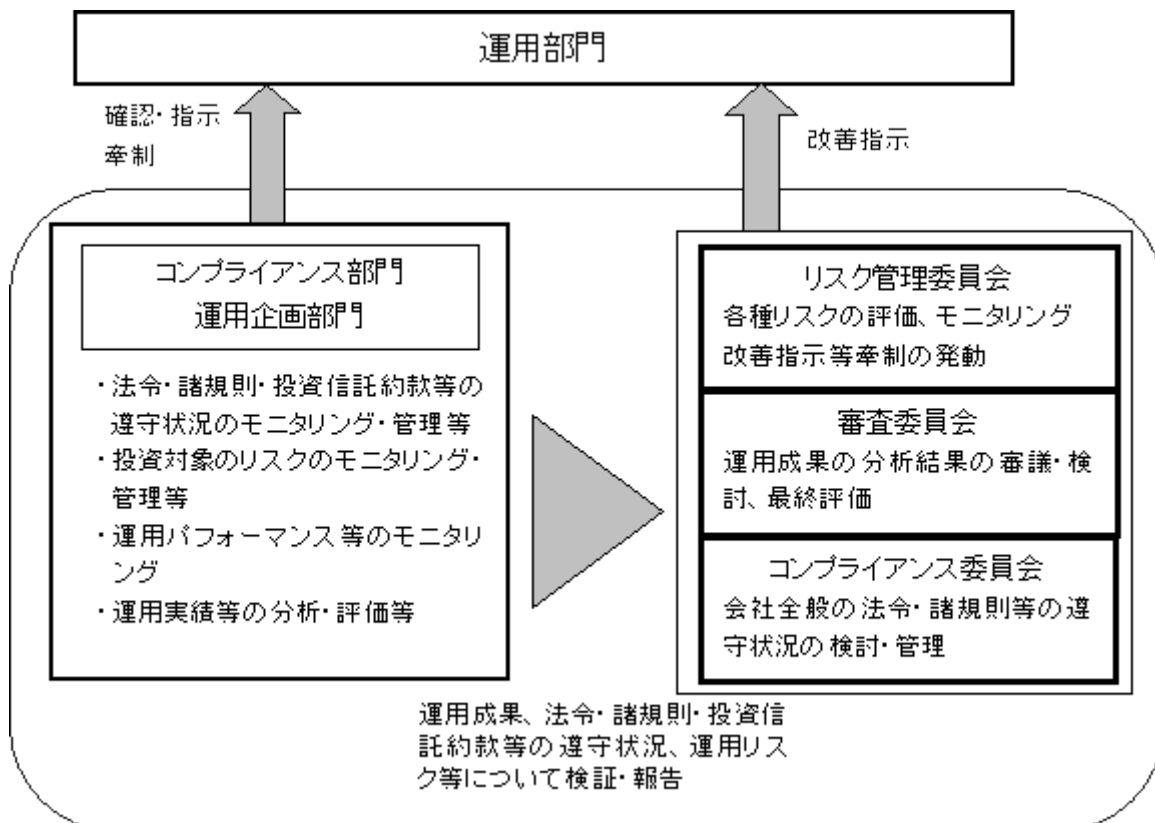 運用部門
確認・指示
牽制
改善指示
コンプライアンス部門
運用企画部門
・法令・諸規則・投資信託約款等の
遵守状況のモニタリング・管理等
・投資対象のリスクのモニタリング・
管理等
・運用パフォーマンス等のモニタリ
ング
・運用実績等の分析・評価等
リスク管理委員会
各種リスクの評価、モニタリング
改善指示等牽制の発動
審査委員会
運用成果の分析結果の審議・検
討、最終評価
コンプライアンス委員会
会社全般の法令・諸規則等の遵
守状況の検討・管理
運用成果、法令・諸規則・投資信
託約款等の遵守状況、運用リス
ク等について検証・報告